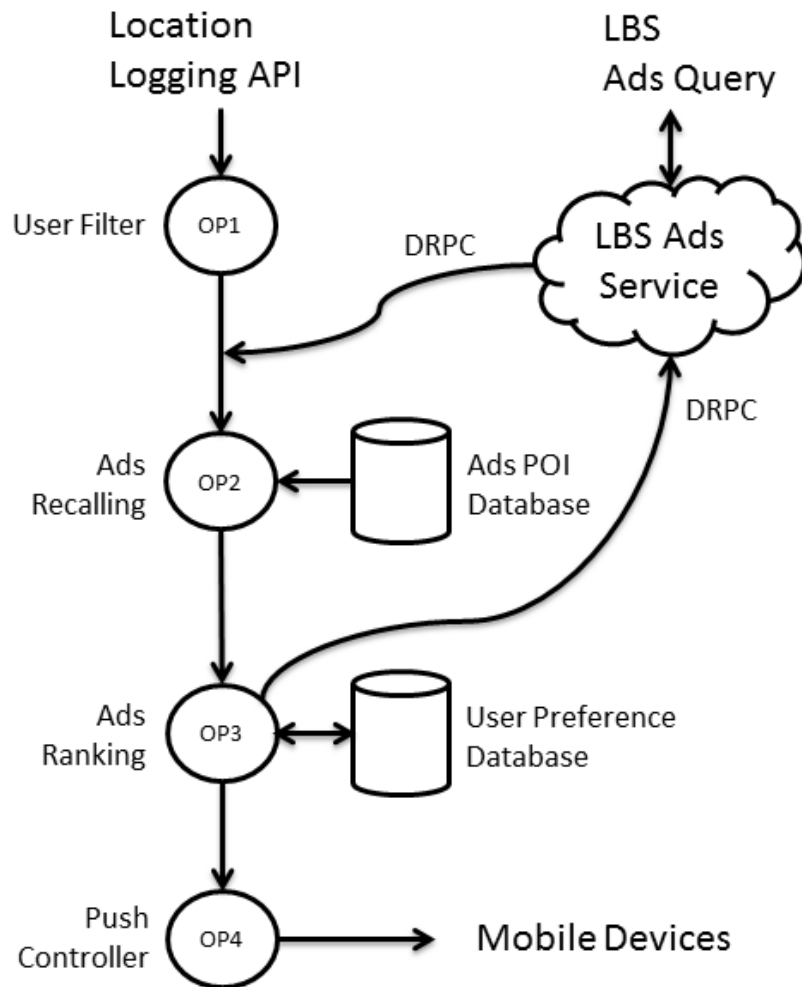 Location
Logging API
LBS
Ads Query
User Filter
OP1
DRPC
LBS Ads
Service
DRPC
Ads
Recalling
OP2
Ads POI
Database
Ads
Ranking
OP3
User Preference
Database
Push
Controller
OP4
Mobile Devices